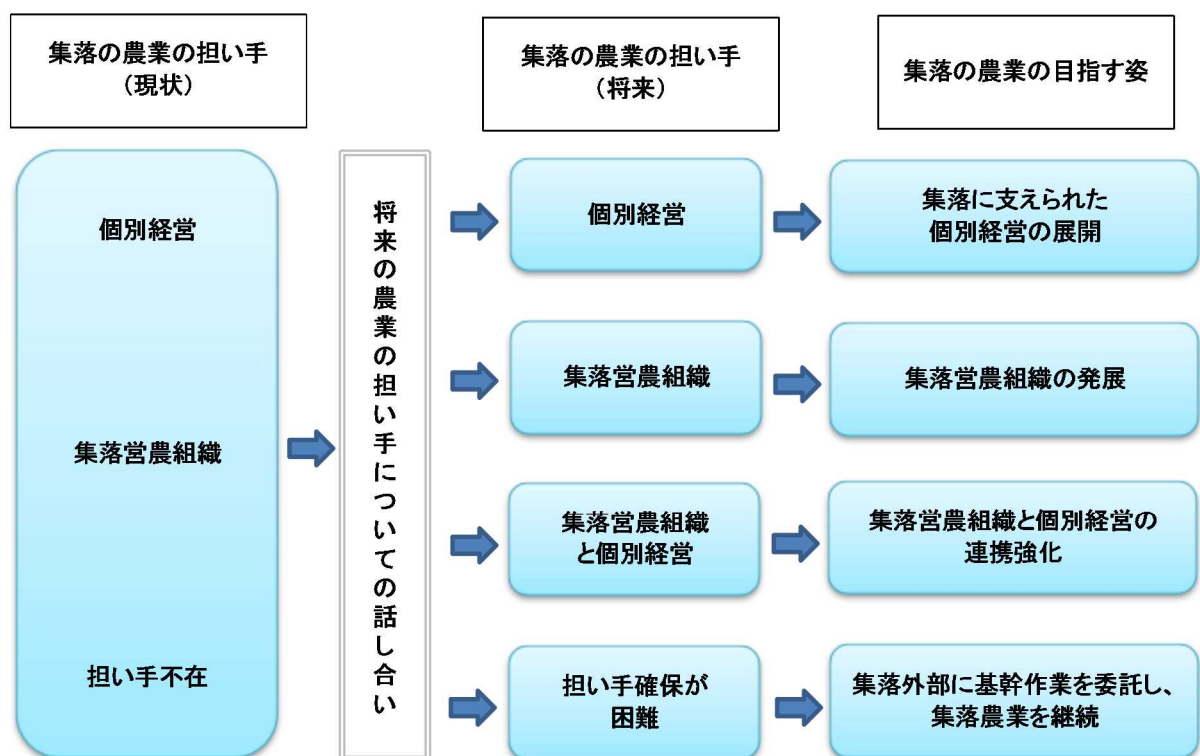 集落の農業の担い手
（現状）
集落の農業の担い手
（将来）
集落の農業の目指す姿
個別経営
集落営農組織
担い手不在
将来の農業の担い手についての話し合い
個別経営
集落に支えられた
個別経営の展開
集落営農組織
集落営農組織の発展
集落営農組織
と個別経営
集落営農組織と個別経営の
連携強化
担い手確保が
困難
集落外部に基幹作業を委託し、
集落農業を継続